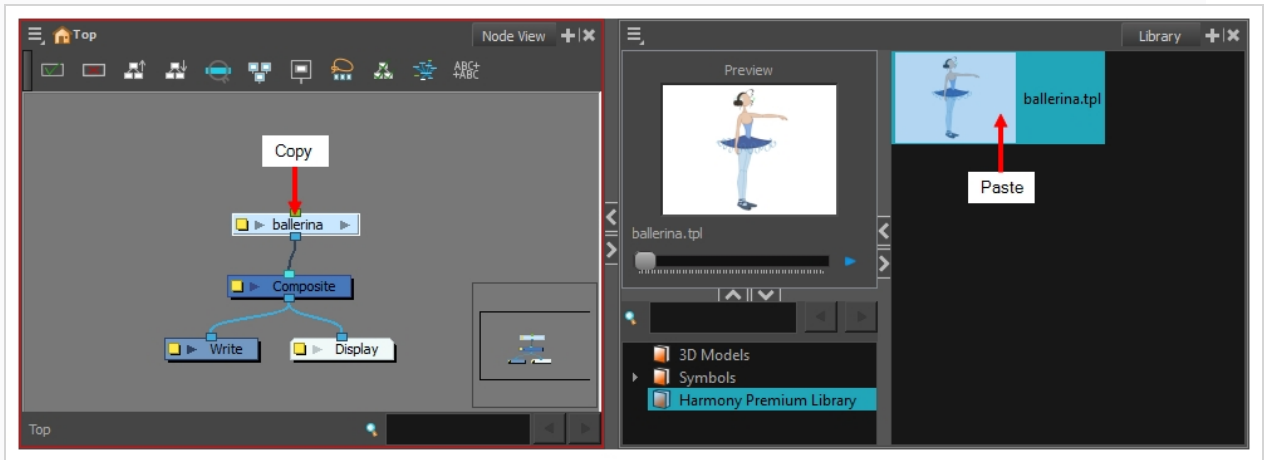 Top
Node View
ABC+
+ABC
Copy
ballerina
Composite
Write
Display
Top
Library
Preview
ballerina.tpl
3D Models
Symbols
Harmony Premium Library
ballerina.tpl
Paste